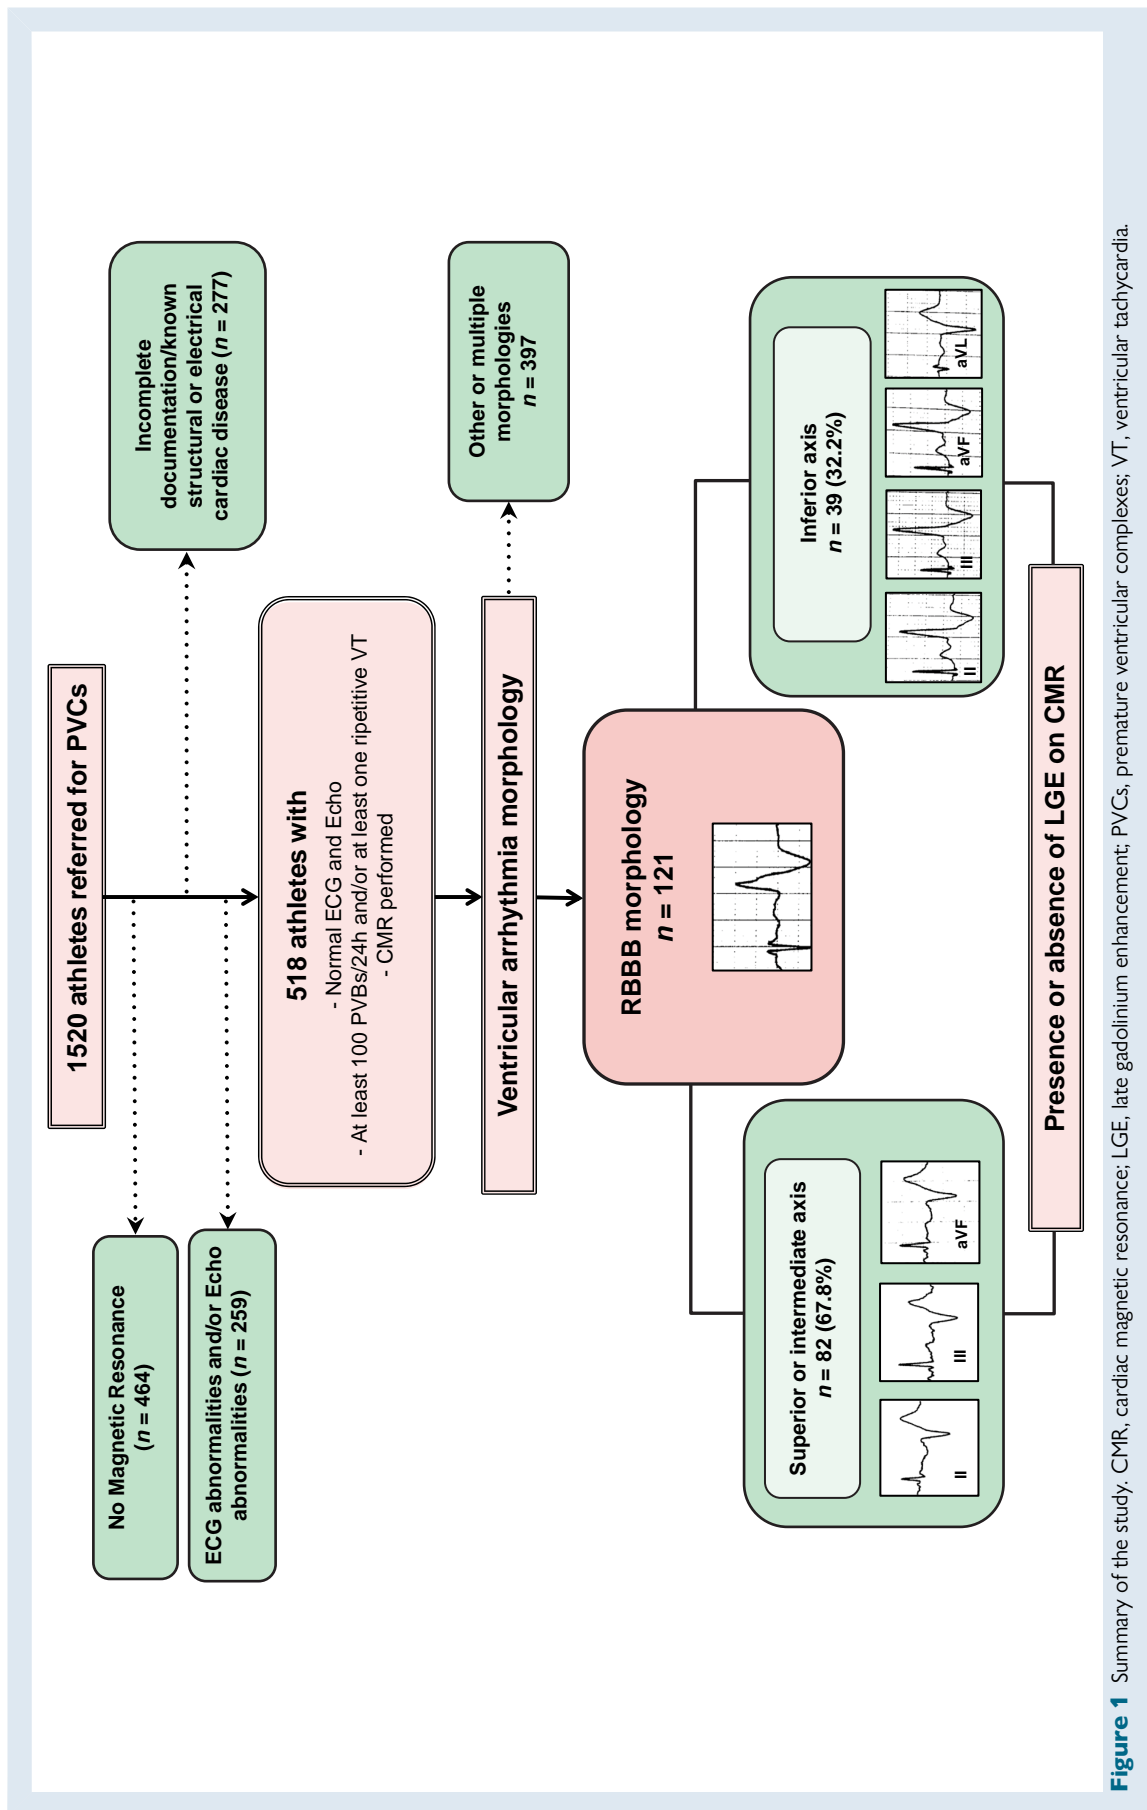 1520 athletes referred for PVCs
No Magnetic Resonance
(n = 464)
ECG abnormalities and/or Echo
abnormalities (n = 259)
Incomplete
documentation/known
structural or electrical
cardiac disease (n = 277)
518 athletes with
- Normal ECG and Echo
- At least 100 PVBs/24h and/or at least one ripetitive VT
- CMR performed
Ventricular arrhythmia morphology
Other or multiple
morphologies
n = 397
RBBB morphology
n = 121
Superior or intermediate axis
n = 82 (67.8%)
II
III
aVF
Inferior axis
n = 39 (32.2%)
II
III
aVF
aVL
Presence or absence of LGE on CMR
Figure 1 Summary of the study. CMR, cardiac magnetic resonance; LGE, late gadolinium enhancement; PVCs, premature ventricular complexes; VT, ventricular tachycardia.